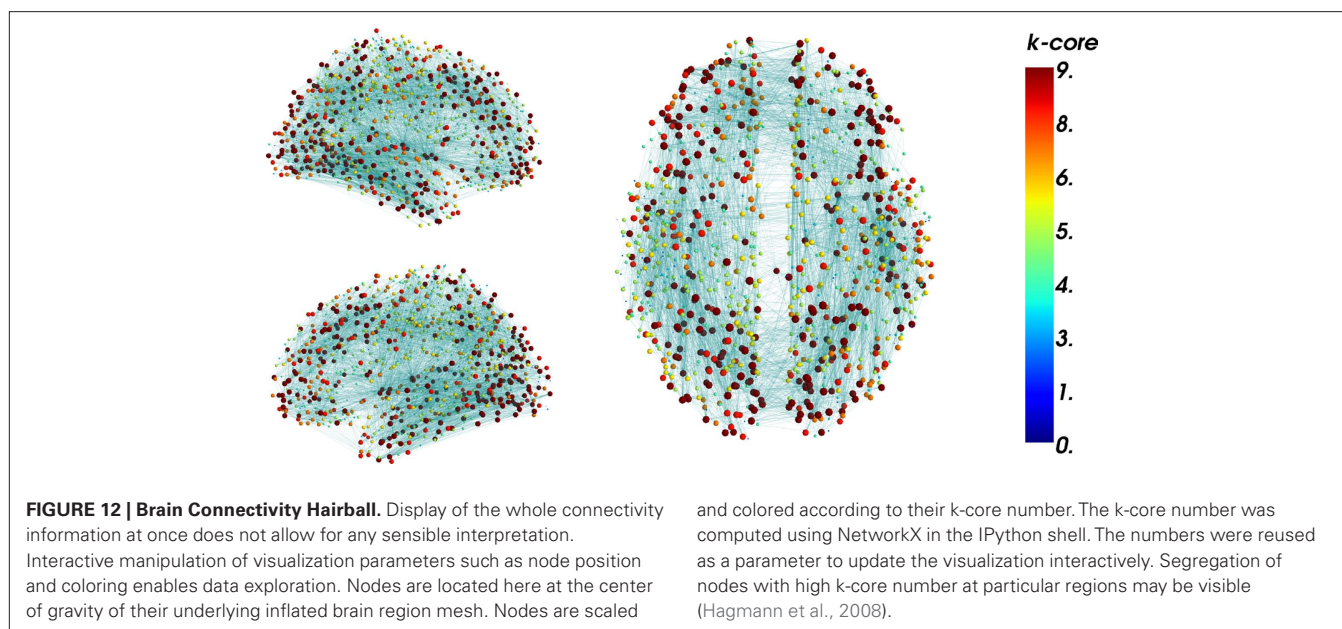 k-core
9.
8.
6.
5.
4.
3.
1.
0.
FIGURE 12 | Brain Connectivity Hairball. Display of the whole connectivity
information at once does not allow for any sensible interpretation.
Interactive manipulation of visualization parameters such as node position
and coloring enables data exploration. Nodes are located here at the center
of gravity of their underlying inflated brain region mesh. Nodes are scaled
and colored according to their k-core number. The k-core number was
computed using NetworkX in the IPython shell. The numbers were reused
as a parameter to update the visualization interactively. Segregation of
nodes with high k-core number at particular regions may be visible
(Hagmann et al., 2008).